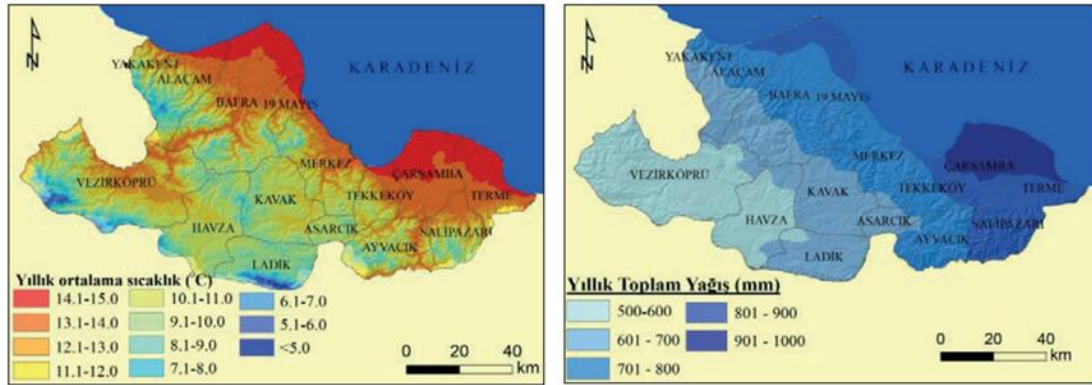 N
KARADENİZ
YAKAKENT
ALAÇAM
BAFRA
19 MAYIS
MERKEZ
ÇARŞAMBA
VEZİRKÖPRÜ
TEKKEKÖY
TERME
KAVAK
HAVZA
ASARCIK
SALIPAZARI
AYVACIK
LADİK
Yıllık ortalama sıcaklık (°C)
14.1-15.0
13.1-14.0
12.1-13.0
11.1-12.0
10.1-11.0
9.1-10.0
8.1-9.0
7.1-8.0
6.1-7.0
5.1-6.0
<5.0
0 20 40
km
N
KARADENİZ
YAKAKENT
ALAÇAM
BAFRA
19 MAYIS
MERKEZ
ÇARŞAMBA
VEZİRKÖPRÜ
TEKKEKÖY
TERME
KAVAK
HAVZA
ASARCIK
SALIPAZARI
AYVACIK
LADİK
Yıllık Toplam Yağış (mm)
500-600
601 - 700
701 - 800
801 - 900
901 - 1000
0 20 40
km